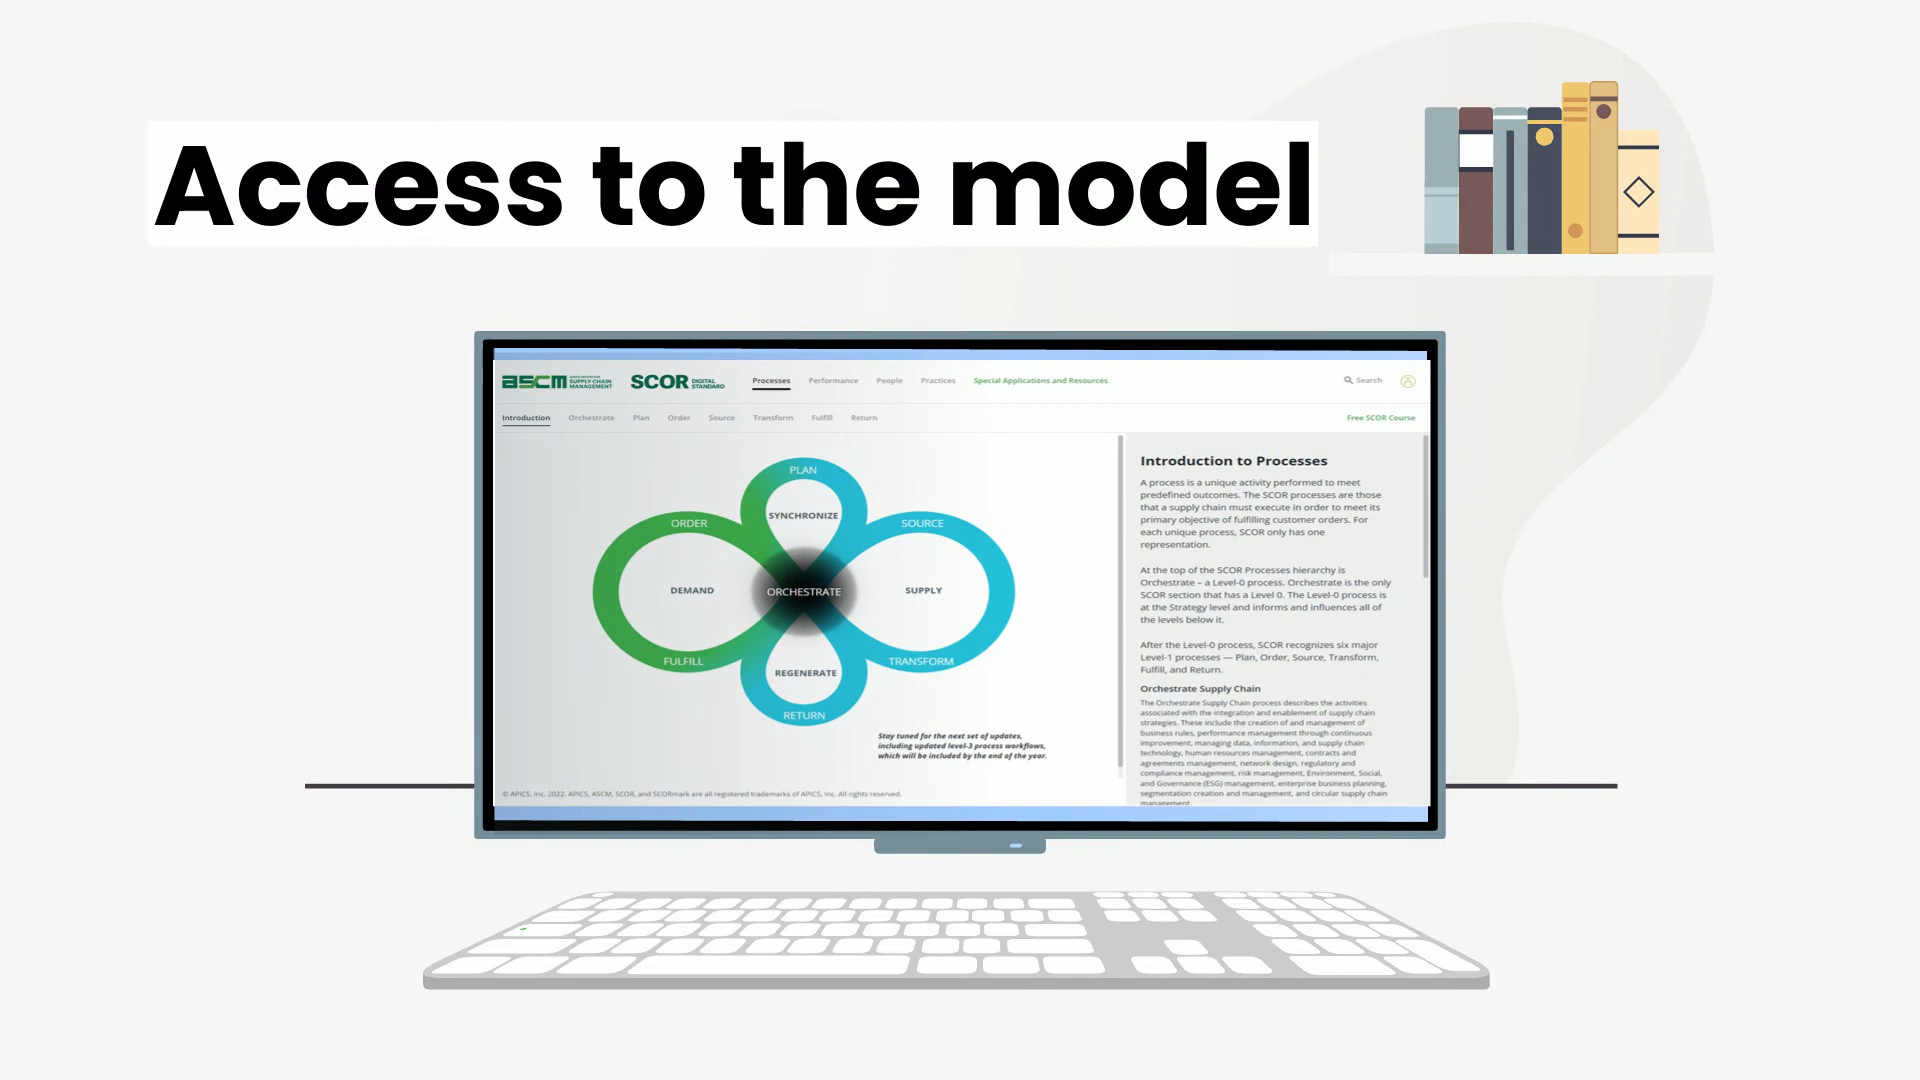 Access to the model
ascm ASSOCIATION FOR
SUPPLY CHAIN
MANAGEMENT
SCOR DIGITAL
STANDARD
Processes Performance People Practices Special Applications and Resources Search
Introduction Orchestrate Plan Order Source Transform Fulfill Return Free SCOR Course
PLAN
SYNCHRONIZE
ORDER
SOURCE
DEMAND
ORCHESTRATE
SUPPLY
FULFILL
TRANSFORM
REGENERATE
RETURN
Stay tuned for the next set of updates,
including updated level-3 process workflows,
which will be included by the end of the year.
© APICS, Inc. 2022. APICS, ASCM, SCOR, and SCORmark are all registered trademarks of APICS, Inc. All rights reserved.
Introduction to Processes
A process is a unique activity performed to meet
predefined outcomes. The SCOR processes are those
that a supply chain must execute in order to meet its
primary objective of fulfilling customer orders. For
each unique process, SCOR only has one
representation.
At the top of the SCOR Processes hierarchy is
Orchestrate – a Level-0 process. Orchestrate is the only
SCOR section that has a Level 0. The Level-0 process is
at the Strategy level and informs and influences all of
the levels below it.
After the Level-0 process, SCOR recognizes six major
Level-1 processes — Plan, Order, Source, Transform,
Fulfill, and Return.
Orchestrate Supply Chain
The Orchestrate Supply Chain process describes the activities
associated with the integration and enablement of supply chain
strategies. These include the creation of and management of
business rules, performance management through continuous
improvement, managing data, information, and supply chain
technology, human resources management, contracts and
agreements management, network design, regulatory and
compliance management, risk management, Environment, Social,
and Governance (ESG) management, enterprise business planning,
segmentation creation and management, and circular supply chain
management.